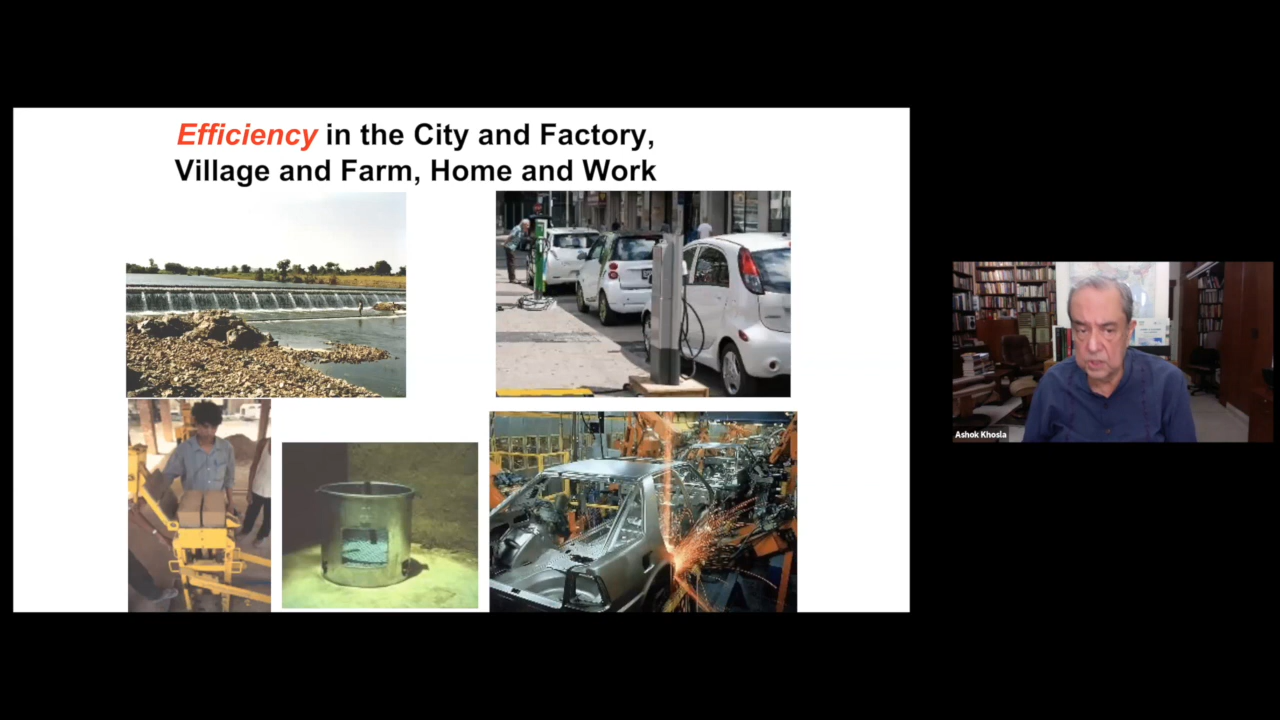 Efficiency in the City and Factory,
Village and Farm, Home and Work
Ashok Khosla